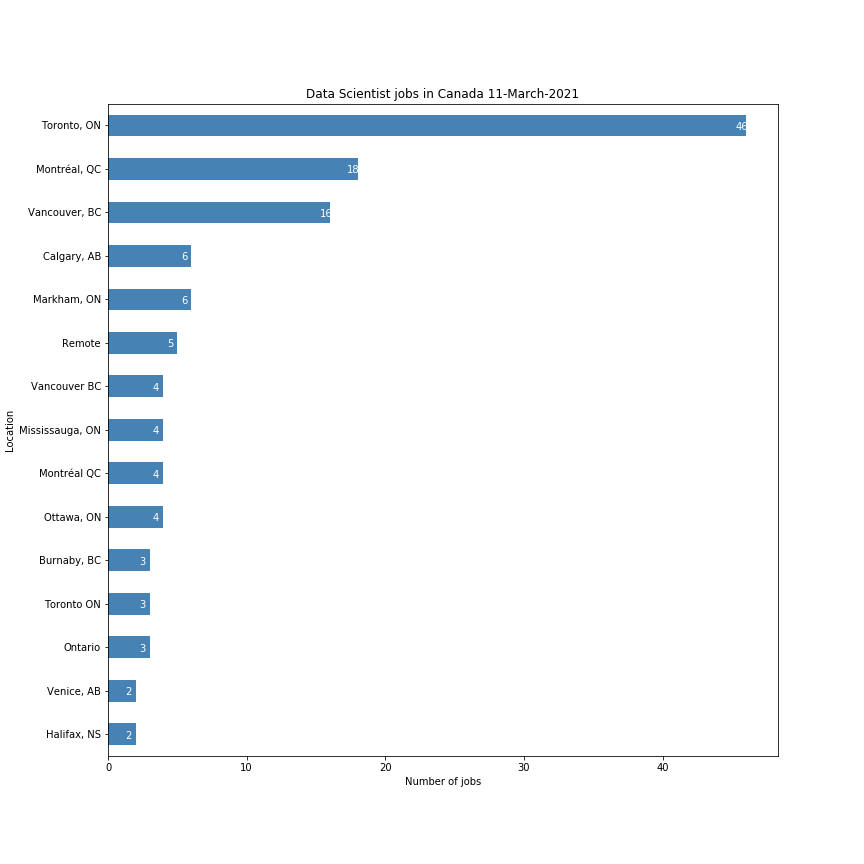 Data Scientist jobs in Canada 11-March-2021
Toronto, ON 46
Montréal, QC 18
Vancouver, BC 16
Calgary, AB 6
Markham, ON 6
Remote 5
Vancouver BC 4
Location
Mississauga, ON 4
Montréal QC 4
Ottawa, ON 4
Burnaby, BC 3
Toronto ON 3
Ontario 3
Venice, AB 2
Halifax, NS 2
0 10 20 30 40
Number of jobs